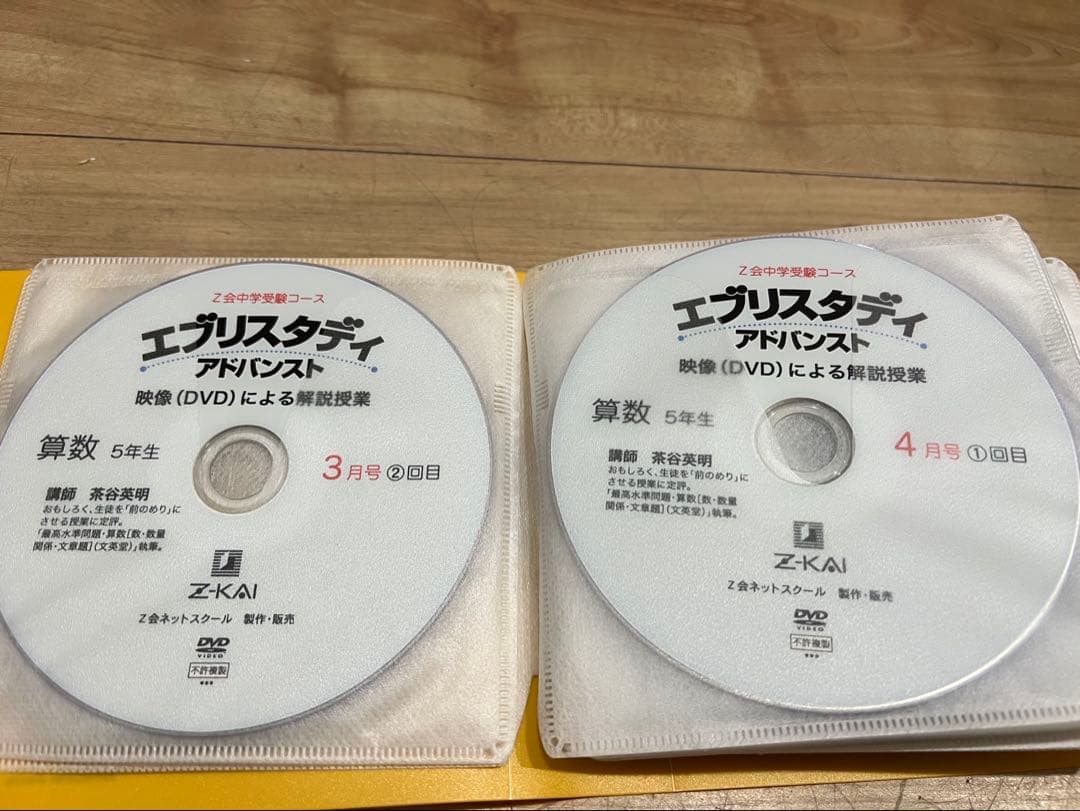 Z会中学受験コース
エブリスタディ
アドバンスト
映像(DVD)による解説授業
算数 5年生
3月号 ②回目
講師 茶谷英明
おもしろく、生徒を「前のめり」に
させる授業に定評。
「最高水準問題・算数[数・数量
関係・文章題](文英堂)」執筆。
Z-KAI
Z会ネットスクール 製作・販売
DVD
VIDEO
不許複製
Z会中学受験コース
エブリスタディ
アドバンスト
映像(DVD)による解説授業
算数 5年生
4月号 ①回目
講師 茶谷英明
おもしろく、生徒を「前のめり」に
させる授業に定評。
「最高水準問題・算数[数・数量
関係・文章題](文英堂)」執筆。
Z-KAI
Z会ネットスクール 製作・販売
DVD
VIDEO
不許複製